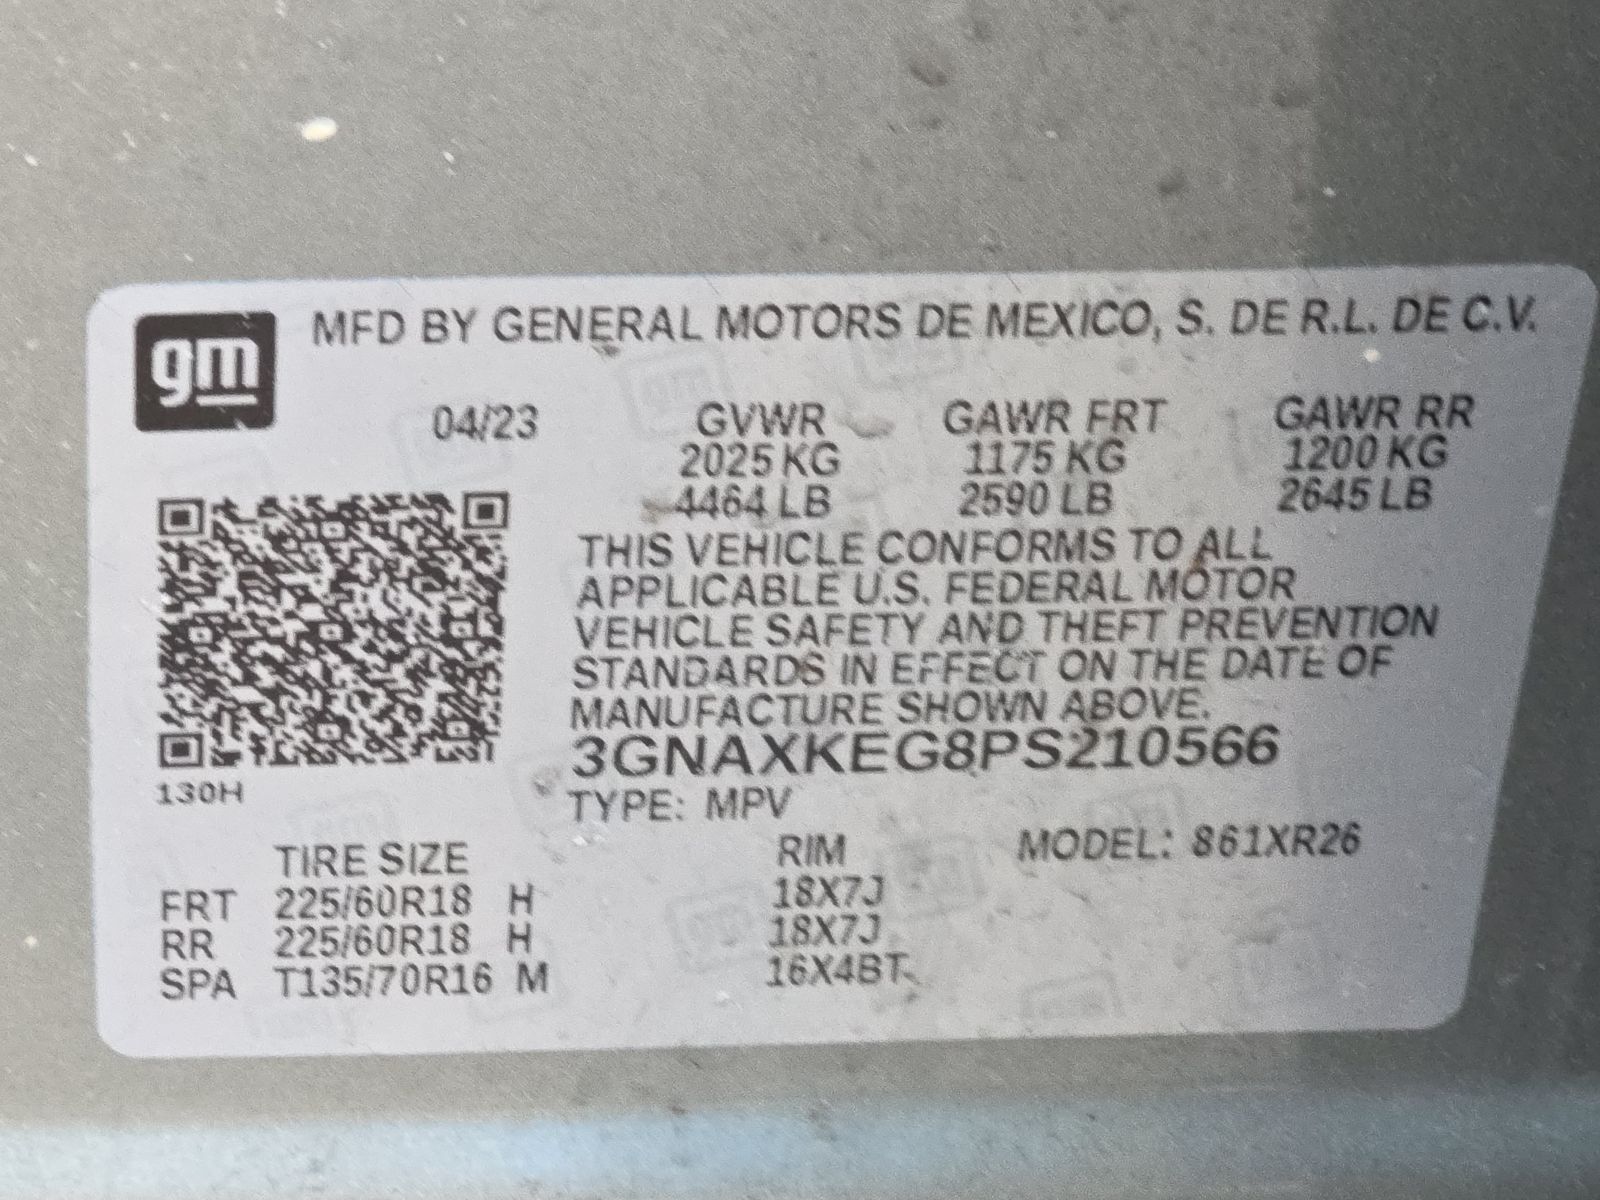 gm
MFD BY GENERAL MOTORS DE MEXICO, S. DE R.L. DE C.V.
04/23 GVWR GAWR FRT GAWR RR
2025 KG 1175 KG 1200 KG
4464 LB 2590 LB 2645 LB
THIS VEHICLE CONFORMS TO ALL
APPLICABLE U.S. FEDERAL MOTOR
VEHICLE SAFETY AND THEFT PREVENTION
STANDARDS IN EFFECT ON THE DATE OF
MANUFACTURE SHOWN ABOVE.
3GNAXKEG8PS210566
130H
TYPE: MPV
TIRE SIZE RIM MODEL: 861XR26
FRT 225/60R18 H 18X7J
RR 225/60R18 H 18X7J
SPA T135/70R16 M 16X4BT